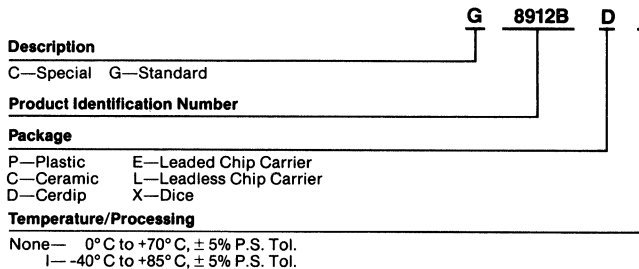 G 8912B D
Description
C—Special G—Standard
Product Identification Number
Package
P—Plastic E—Leaded Chip Carrier
C—Ceramic L—Leadless Chip Carrier
D—Cerdip X—Dice
Temperature/Processing
None— 0°C to +70°C, ± 5% P.S. Tol.
I— -40°C to +85°C, ± 5% P.S. Tol.